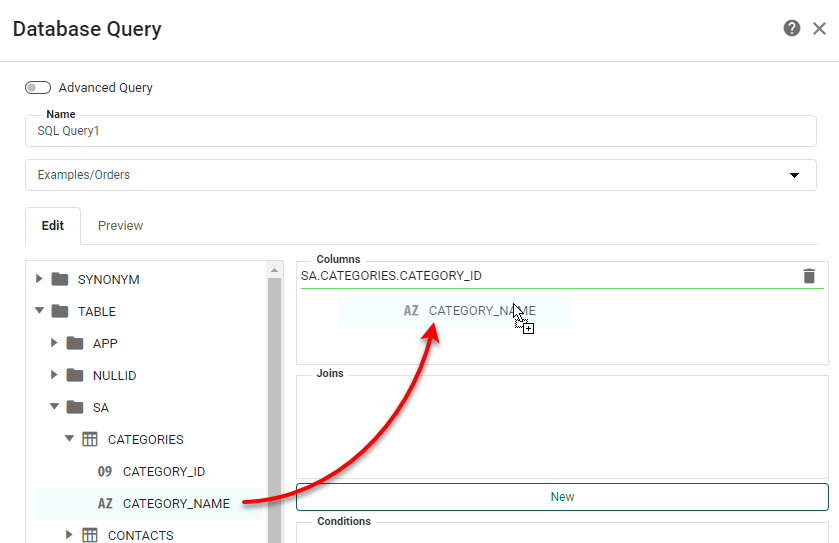 Database Query
Advanced Query
Name
SQL Query1
Examples/Orders
Edit
Preview
SYNONYM
TABLE
APP
NULLID
SA
CATEGORIES
09 CATEGORY_ID
AZ CATEGORY_NAME
CONTACTS
Columns
SA.CATEGORIES.CATEGORY_ID
AZ CATEGORY_NAME
Joins
New
Conditions